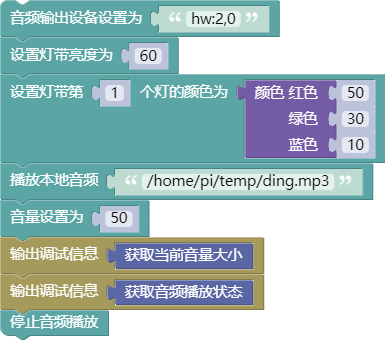 音频输出设备设置为 “ hw:2,0 ”
设置灯带亮度为 60
设置灯带第 1 个灯的颜色为 颜色 红色 50
绿色 30
蓝色 10
播放本地音频 “ /home/pi/temp/ding.mp3 ”
音量设置为 50
输出调试信息 获取当前音量大小
输出调试信息 获取音频播放状态
停止音频播放